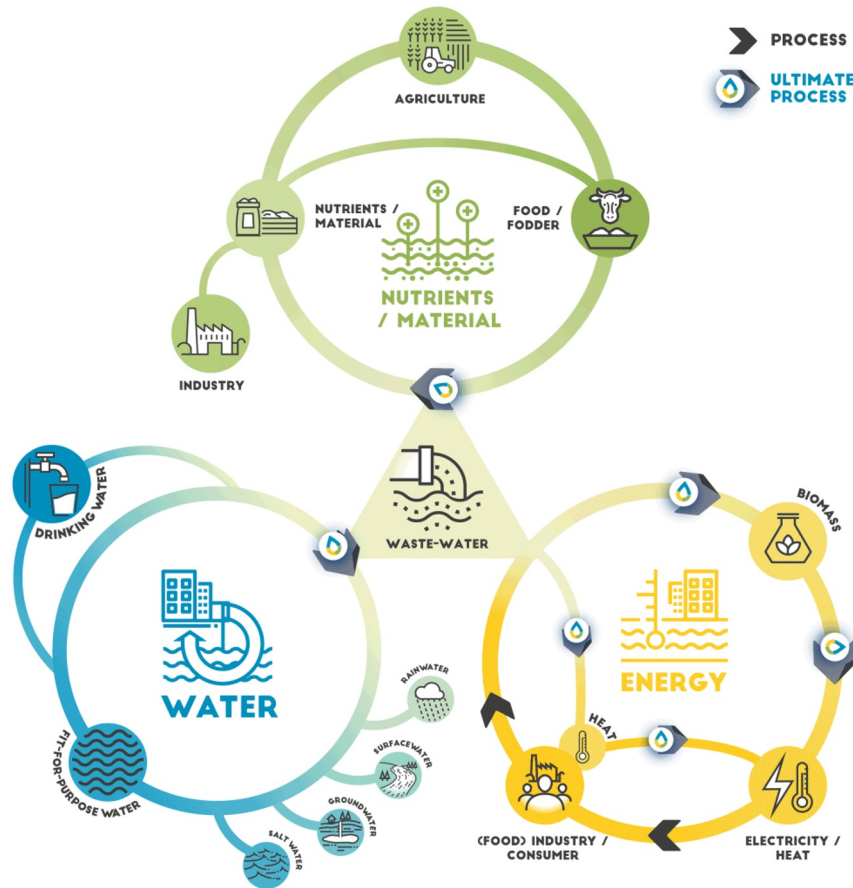 PROCESS
ULTIMATE
PROCESS
AGRICULTURE
NUTRIENTS /
MATERIAL
FOOD /
FODDER
NUTRIENTS
/ MATERIAL
INDUSTRY
WASTE-WATER
DRINKING WATER
WATER
FIT-FOR-PURPOSE WATER
RAINWATER
SURFACEWATER
GROUNDWATER
SALT WATER
BIOMASS
ENERGY
HEAT
(FOOD) INDUSTRY /
CONSUMER
ELECTRICITY /
HEAT